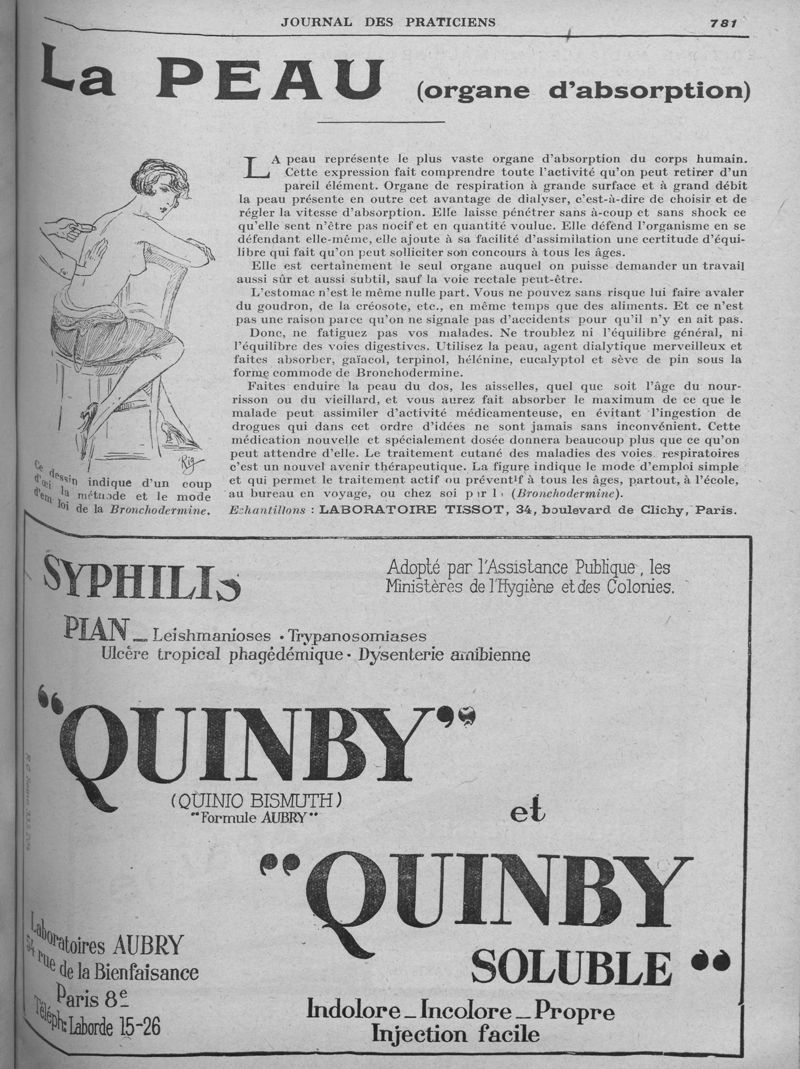 JOURNAL DES PRATICIENS 781
La PEAU (organe d'absorption)
LA peau représente le plus vaste organe d'absorption du corps humain.
Cette expression fait comprendre toute l'activité qu'on peut retirer d'un
pareil élément. Organe de respiration à grande surface et à grand débit
la peau présente en outre cet avantage de dialyser, c'est-à-dire de choisir et de
régler la vitesse d'absorption. Elle laisse pénétrer sans à-coup et sans shock ce
qu'elle sent n'être pas nocif et en quantité voulue. Elle défend l'organisme en se
défendant elle-même, elle ajoute à sa facilité d'assimilation une certitude d'équi-
libre qui fait qu'on peut solliciter son concours à tous les âges.
Elle est certainement le seul organe auquel on puisse demander un travail
aussi sûr et aussi subtil, sauf la voie rectale peut-être.
L'estomac n'est le même nulle part. Vous ne pouvez sans risque lui faire avaler
du goudron, de la créosote, etc., en même temps que des aliments. Et ce n'est
pas une raison parce qu'on ne signale pas d'accidents pour qu'il n'y en ait pas.
Donc, ne fatiguez pas vos malades. Ne troublez ni l'équilibre général, ni
l'équilibre des voies digestives. Utilisez la peau, agent dialytique merveilleux et
faites absorber, gaïacol, terpinol, hélénine, eucalyptol et sève de pin sous la
forme commode de Bronchodermine.
Faites enduire la peau du dos, les aisselles, quel que soit l'âge du nour-
risson ou du vieillard, et vous aurez fait absorber le maximum de ce que le
malade peut assimiler d'activité médicamenteuse, en évitant l'ingestion de
drogues qui dans cet ordre d'idées ne sont jamais sans inconvénient. Cette
médication nouvelle et spécialement dosée donnera beaucoup plus que ce qu'on
peut attendre d'elle. Le traitement cutané des maladies des voies respiratoires
c'est un nouvel avenir thérapeutique. La figure indique le mode d'emploi simple
et qui permet le traitement actif ou préventif à tous les âges, partout, à l'école,
au bureau en voyage, ou chez soi par la (Bronchodermine).
Echantillons : LABORATOIRE TISSOT, 34, boulevard de Clichy, Paris.
Rig
Ce dessin indique d'un coup
d'œil la méthode et le mode
d'emploi de la Bronchodermine.
SYPHILIS
Adopté par l'Assistance Publique, les
Ministères de l'Hygiène et des Colonies.
PIAN_ Leishmanioses • Trypanosomiases
Ulcère tropical phagédémique • Dysenterie amibienne
"QUINBY"
(QUINIO BISMUTH)
"Formule AUBRY"
et
"QUINBY
SOLUBLE"
Laboratoires AUBRY
54 rue de la Bienfaisance
Paris 8e
Téléph: Laborde 15-26
Indolore_Incolore_Propre
Injection facile